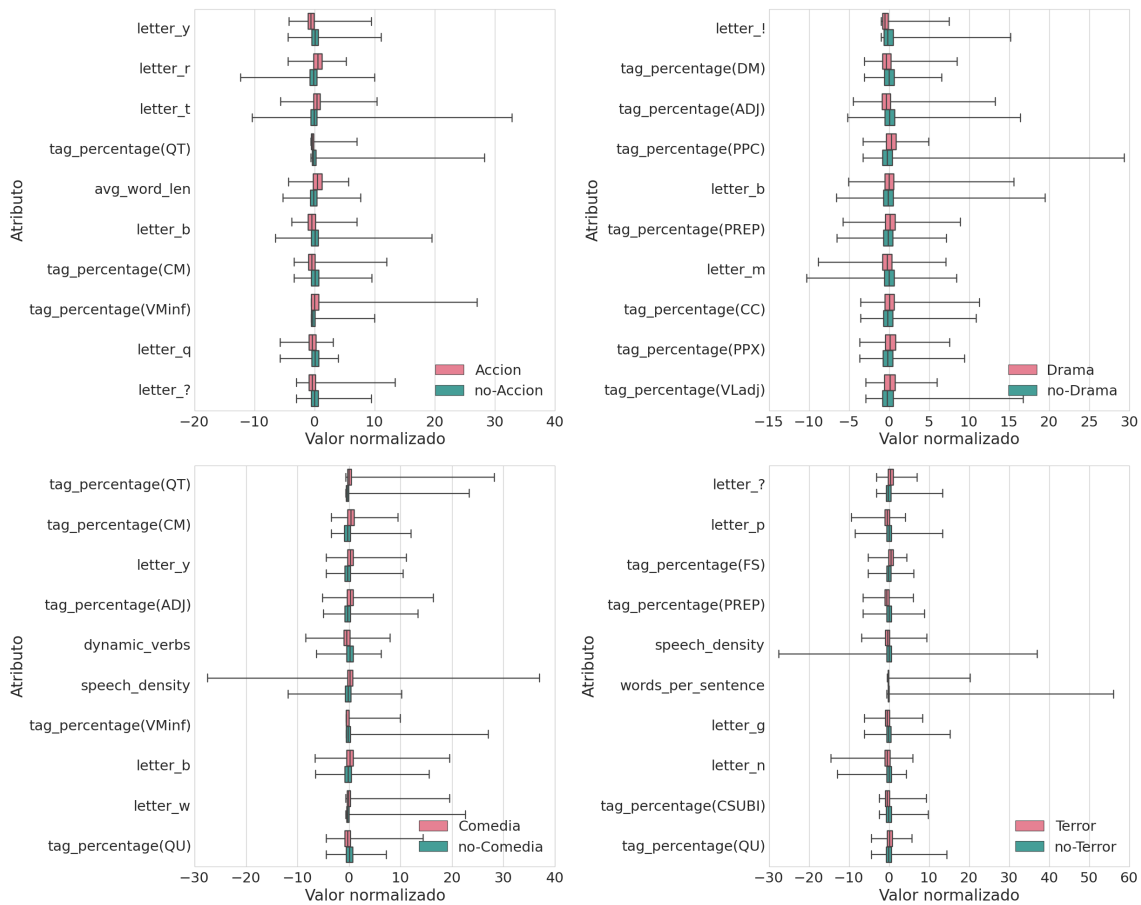 Atributo
letter_y
letter_r
letter_t
tag_percentage(QT)
avg_word_len
letter_b
tag_percentage(CM)
tag_percentage(VMinf)
letter_q
letter_?
Accion
no-Accion
−20 −10 0 10 20 30 40
Valor normalizado
Atributo
letter_!
tag_percentage(DM)
tag_percentage(ADJ)
tag_percentage(PPC)
letter_b
tag_percentage(PREP)
letter_m
tag_percentage(CC)
tag_percentage(PPX)
tag_percentage(VLadj)
Drama
no-Drama
−15 −10 −5 0 5 10 15 20 25 30
Valor normalizado
Atributo
tag_percentage(QT)
tag_percentage(CM)
letter_y
tag_percentage(ADJ)
dynamic_verbs
speech_density
tag_percentage(VMinf)
letter_b
letter_w
tag_percentage(QU)
Comedia
no-Comedia
−30 −20 −10 0 10 20 30 40
Valor normalizado
Atributo
letter_?
letter_p
tag_percentage(FS)
tag_percentage(PREP)
speech_density
words_per_sentence
letter_g
letter_n
tag_percentage(CSUBI)
tag_percentage(QU)
Terror
no-Terror
−30 −20 −10 0 10 20 30 40 50 60
Valor normalizado